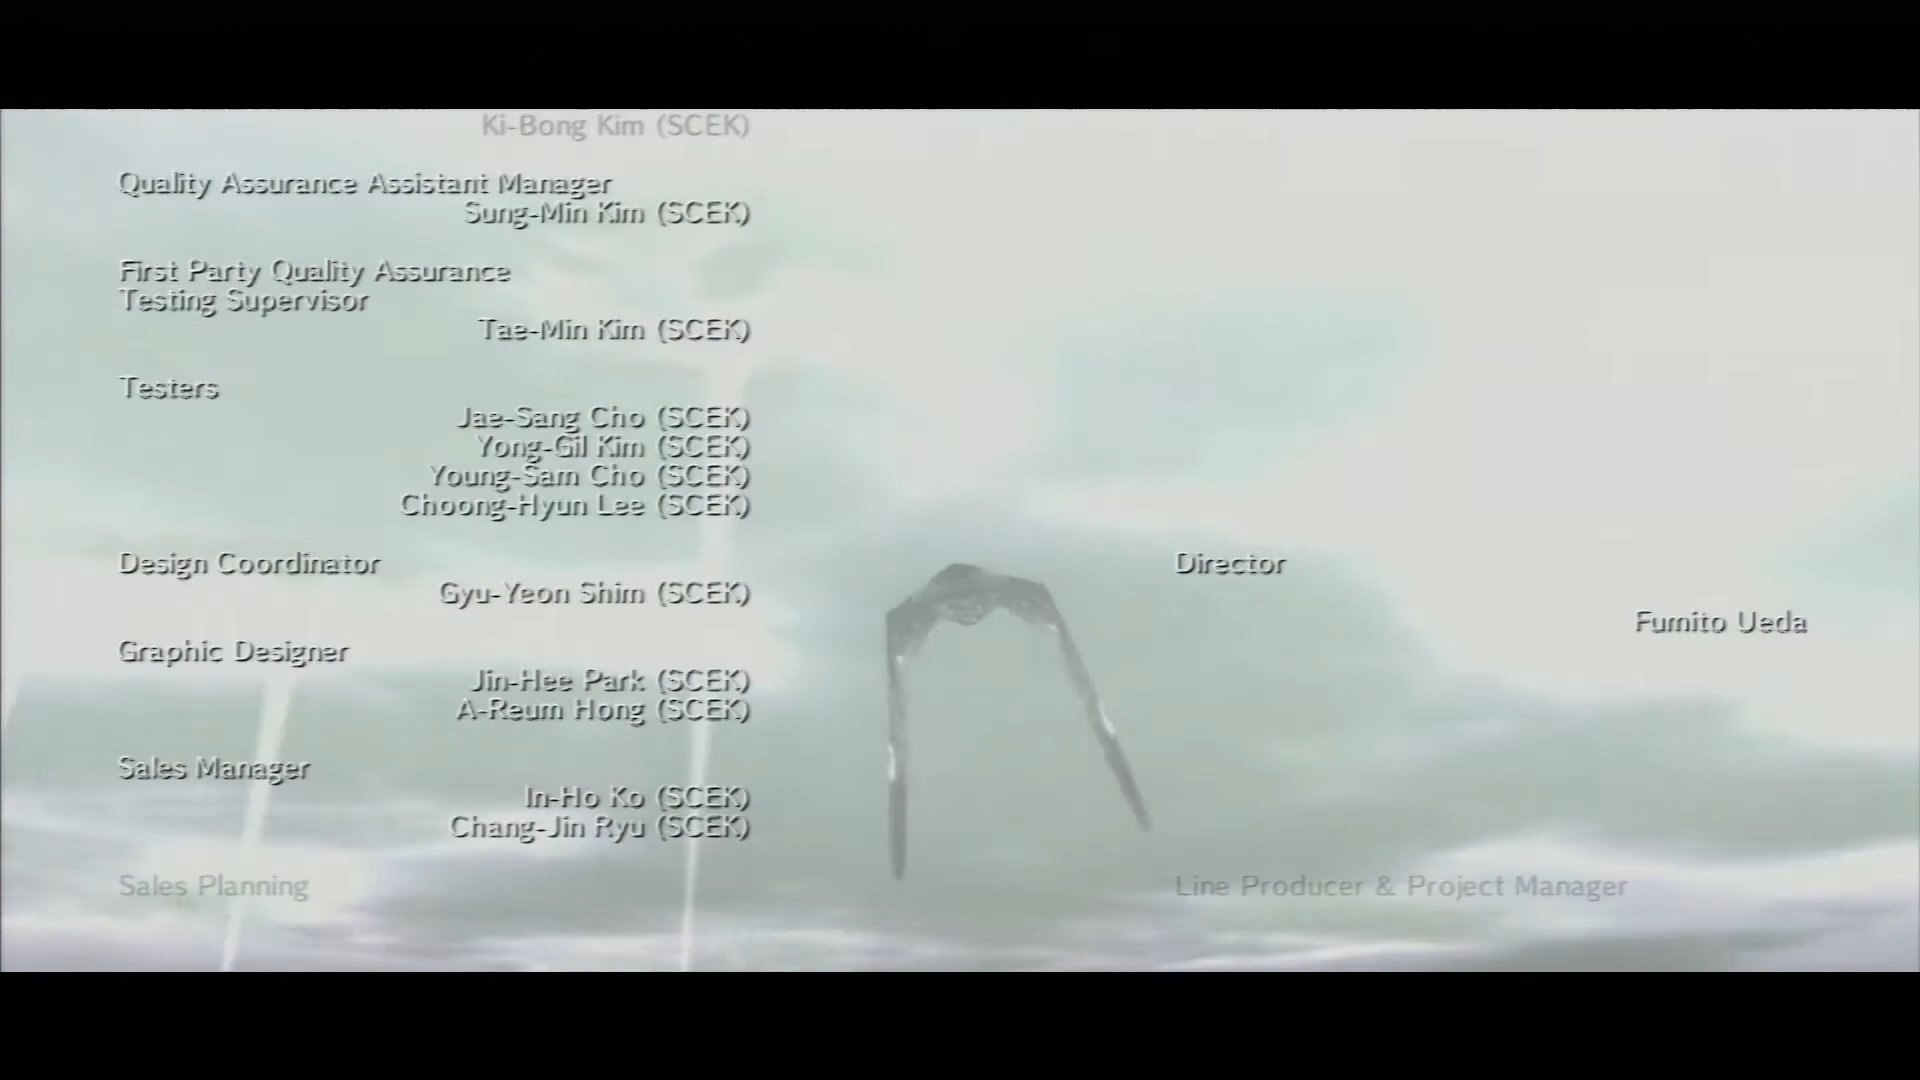 Ki-Bong Kim (SCEK)
Quality Assurance Assistant Manager
Sung-Min Kim (SCEK)
First Party Quality Assurance
Testing Supervisor
Tae-Min Kim (SCEK)
Testers
Jae-Sang Cho (SCEK)
Yong-Gil Kim (SCEK)
Young-Sam Cho (SCEK)
Choong-Hyun Lee (SCEK)
Design Coordinator
Gyu-Yeon Shim (SCEK)
Graphic Designer
Jin-Hee Park (SCEK)
A-Reum Hong (SCEK)
Sales Manager
In-Ho Ko (SCEK)
Chang-Jin Ryu (SCEK)
Sales Planning
Director
Fumito Ueda
Line Producer & Project Manager